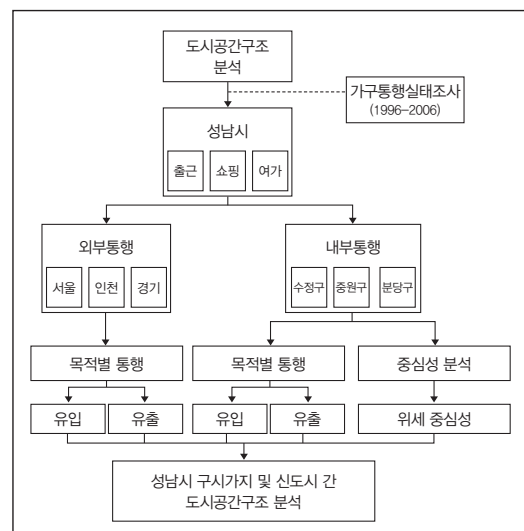 도시공간구조
분석
가구통행실태조사
(1996-2006)
성남시
출근 쇼핑 여가
외부통행 내부통행
서울 인천 경기 수정구 중원구 분당구
목적별 통행 목적별 통행 중심성 분석
유입 유출 유입 유출 위세 중심성
성남시 구시가지 및 신도시 간
도시공간구조 분석